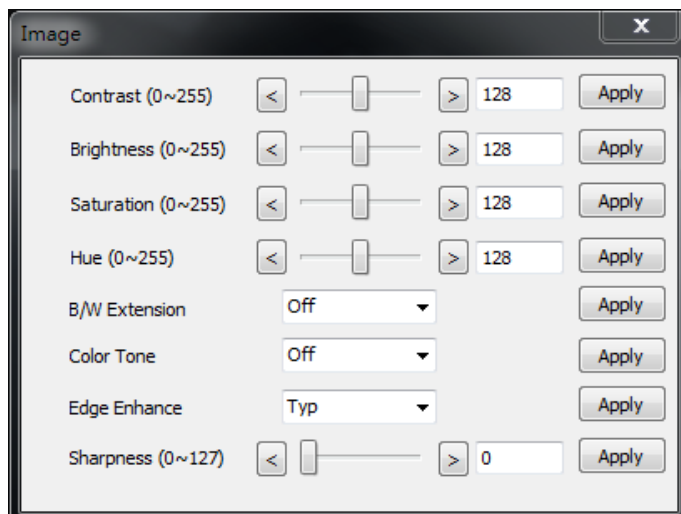 Image
x
Contrast (0~255) < > 128 Apply
Brightness (0~255) < > 128 Apply
Saturation (0~255) < > 128 Apply
Hue (0~255) < > 128 Apply
B/W Extension Off Apply
Color Tone Off Apply
Edge Enhance Typ Apply
Sharpness (0~127) < > 0 Apply